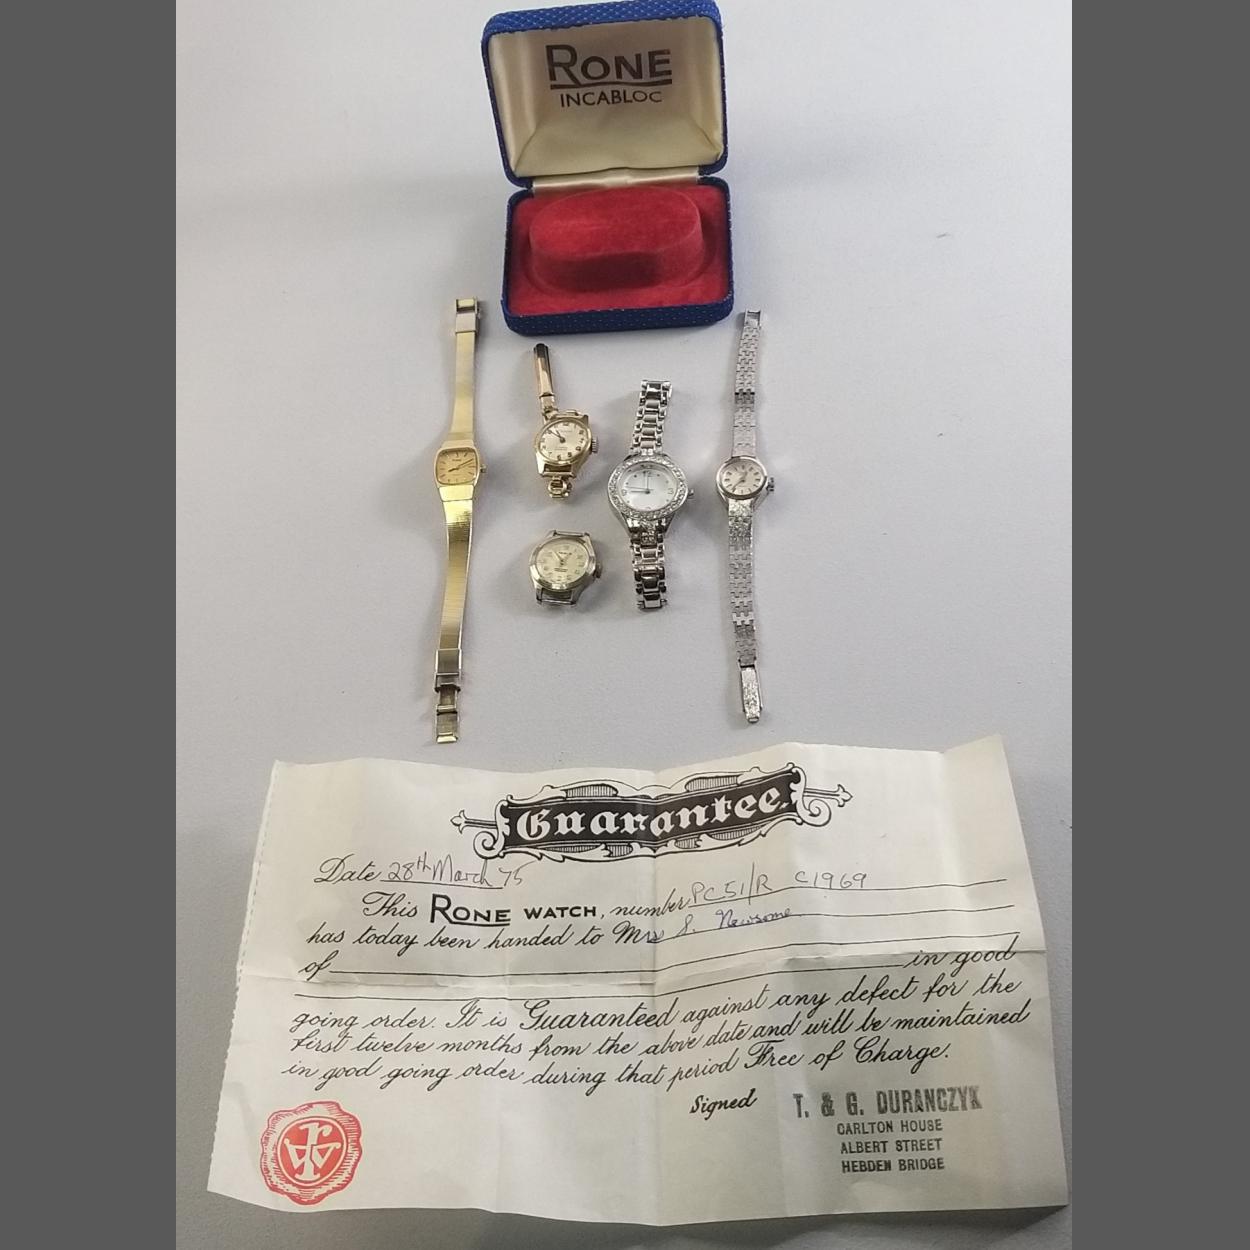 RONE
INCABLOC
Guarantee.
Date 28th March 75
This RONE WATCH, number PC51/R C1969
has today been handed to Mrs S. Newsome
of in good
going order. It is Guaranteed against any defect for the
first twelve months from the above date and will be maintained
in good going order during that period Free of Charge.
Signed T. & G. DURANCZYK
CARLTON HOUSE
ALBERT STREET
HEBDEN BRIDGE